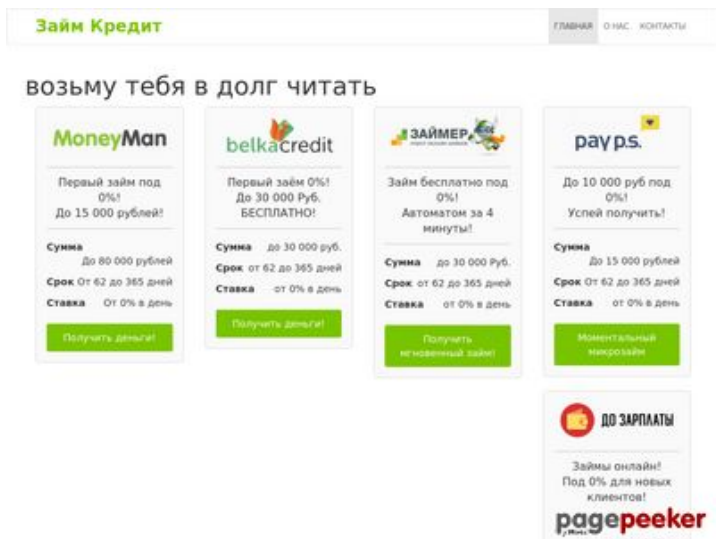 Займ Кредит
ГЛАВНАЯ О НАС. КОНТАКТЫ
возьму тебя в долг читать
MoneyMan
Первый займ под
0%!
До 15 000 рублей!
Сумма
До 80 000 рублей
Срок От 62 до 365 дней
Ставка От 0% в день
Получить деньги!
belkacredit
Первый заём 0%!
До 30 000 Руб.
БЕСПЛАТНО!
Сумма до 30 000 руб.
Срок от 62 до 365 дней
Ставка от 0% в день
Получить деньги!
ЗАЙМЕР
Займ бесплатно под
0%!
Автоматом за 4
минуты!
Сумма до 30 000 Руб.
Срок от 62 до 365 дней
Ставка от 0% в день
Получить
мгновенный займ!
pay p.s.
До 10 000 руб под
0%!
Успей получить!
Сумма
До 15 000 рублей
Срок От 62 до 365 дней
Ставка от 0% в день
Моментальный
микрозайм
ДО ЗАРПЛАТЫ
Займы онлайн!
Под 0% для новых
клиентов!
pagepeeker